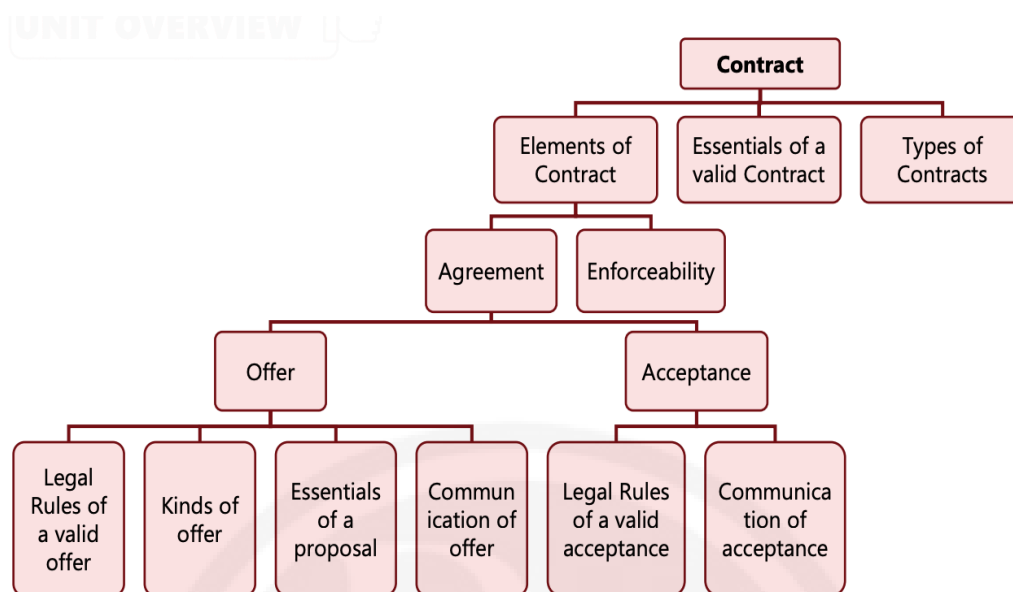 UNIT OVERVIEW
Contract
Elements of
Contract
Essentials of a
valid Contract
Types of
Contracts
Agreement
Enforceability
Offer
Acceptance
Legal
Rules of
a valid
offer
Kinds of
offer
Essentials
of a
proposal
Commun
ication of
offer
Legal Rules
of a valid
acceptance
Communica
tion of
acceptance